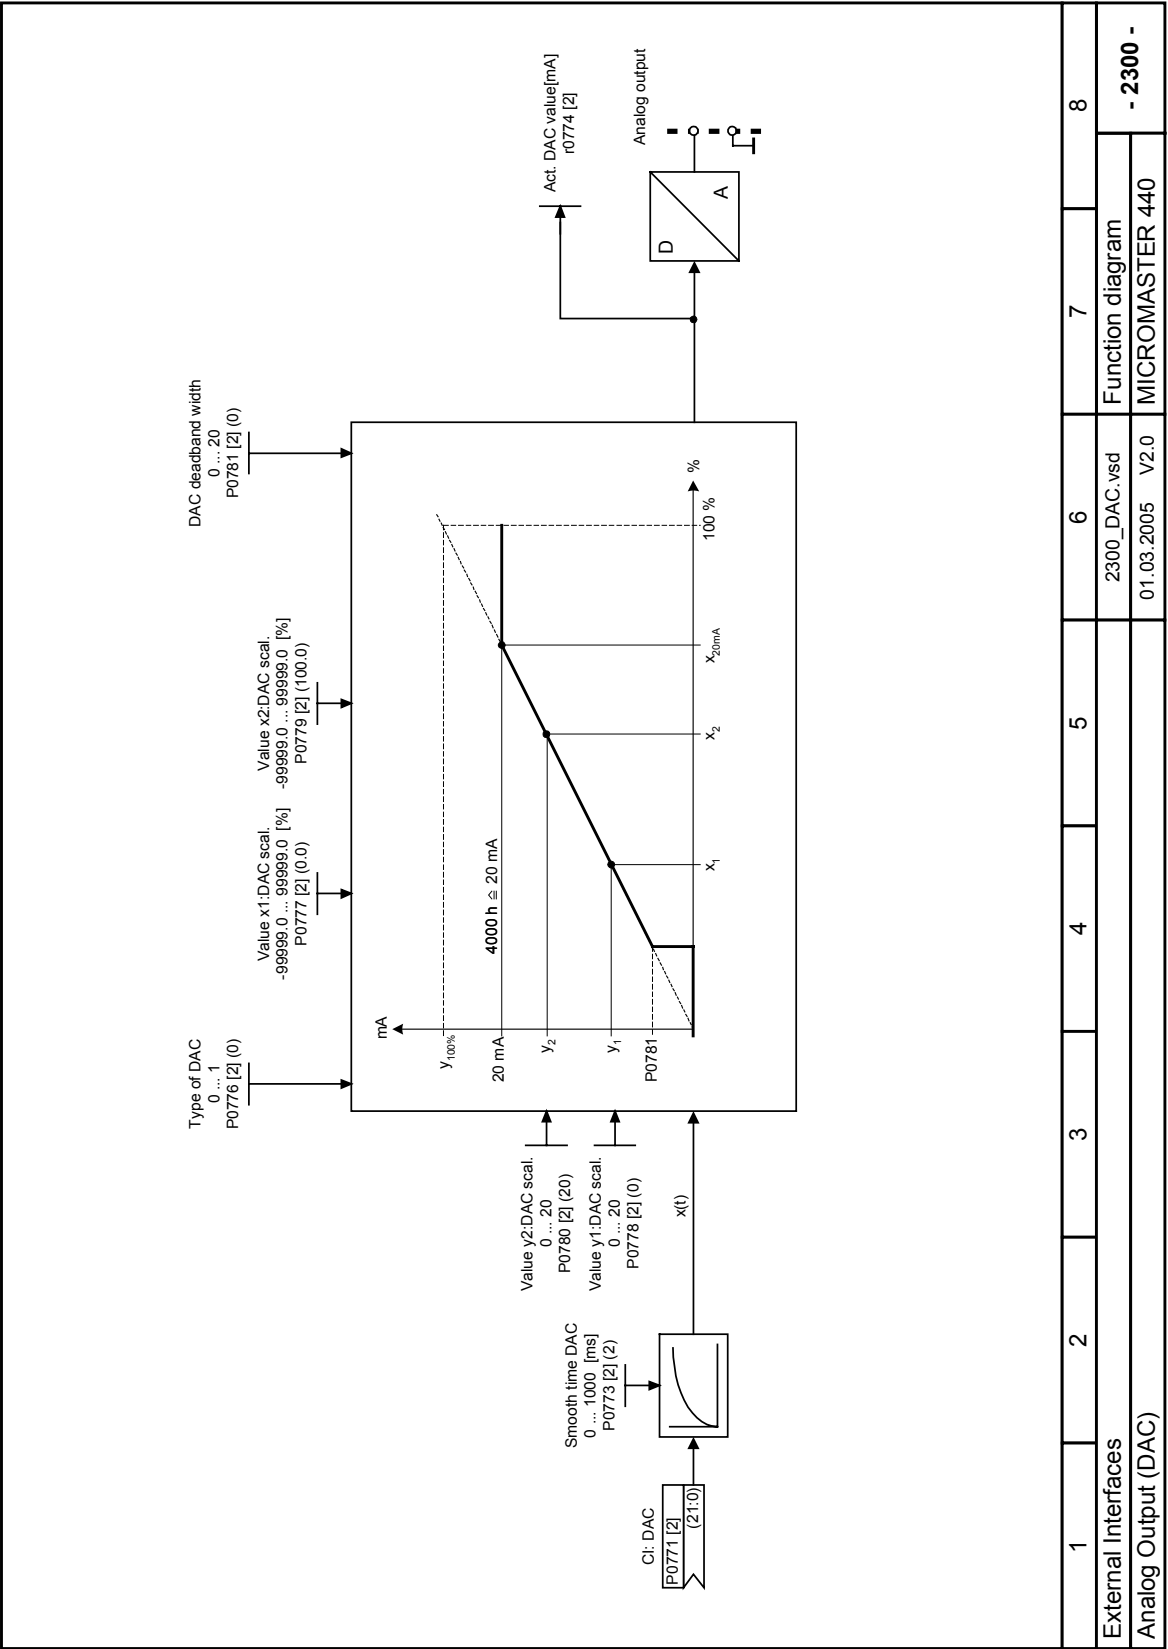 CI: DAC
P0771 [2]
(21:0)
Smooth time DAC
0 ... 1000 [ms]
P0773 [2] (2)
x(t)
Value y2:DAC scal.
0 ... 20
P0780 [2] (20)
Value y1:DAC scal.
0 ... 20
P0778 [2] (0)
Type of DAC
0 ... 1
P0776 [2] (0)
Value x1:DAC scal.
-99999.0 ... 99999.0 [%]
P0777 [2] (0.0)
Value x2:DAC scal.
-99999.0 ... 99999.0 [%]
P0779 [2] (100.0)
DAC deadband width
0 ... 20
P0781 [2] (0)
mA
y100%
20 mA
y2
y1
P0781
4000 h ≙ 20 mA
x1
x2
x20mA
100 %
%
Act. DAC value[mA]
r0774 [2]
Analog output
D
A
1 2 3 4 5 6 7 8
External Interfaces 2300_DAC.vsd Function diagram - 2300 -
Analog Output (DAC) 01.03.2005 V2.0 MICROMASTER 440